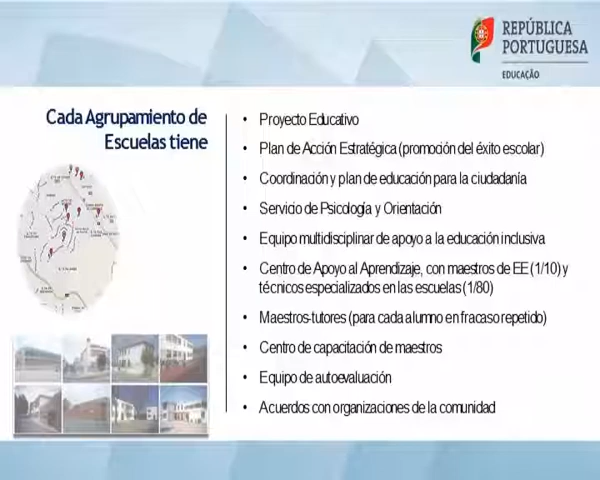 REPÚBLICA
PORTUGUESA
EDUCAÇÃO
Cada Agrupamiento de
Escuelas tiene
• Proyecto Educativo
• Plan de Acción Estratégica (promoción del éxito escolar)
• Coordinación y plan de educación para la ciudadanía
• Servicio de Psicología y Orientación
• Equipo multidisciplinar de apoyo a la educación inclusiva
• Centro de Apoyo al Aprendizaje, con maestros de EE (1/10) y
técnicos especializados en las escuelas (1/80)
• Maestros-tutores (para cada alumno en fracaso repetido)
• Centro de capacitación de maestros
• Equipo de autoevaluación
• Acuerdos con organizaciones de la comunidad